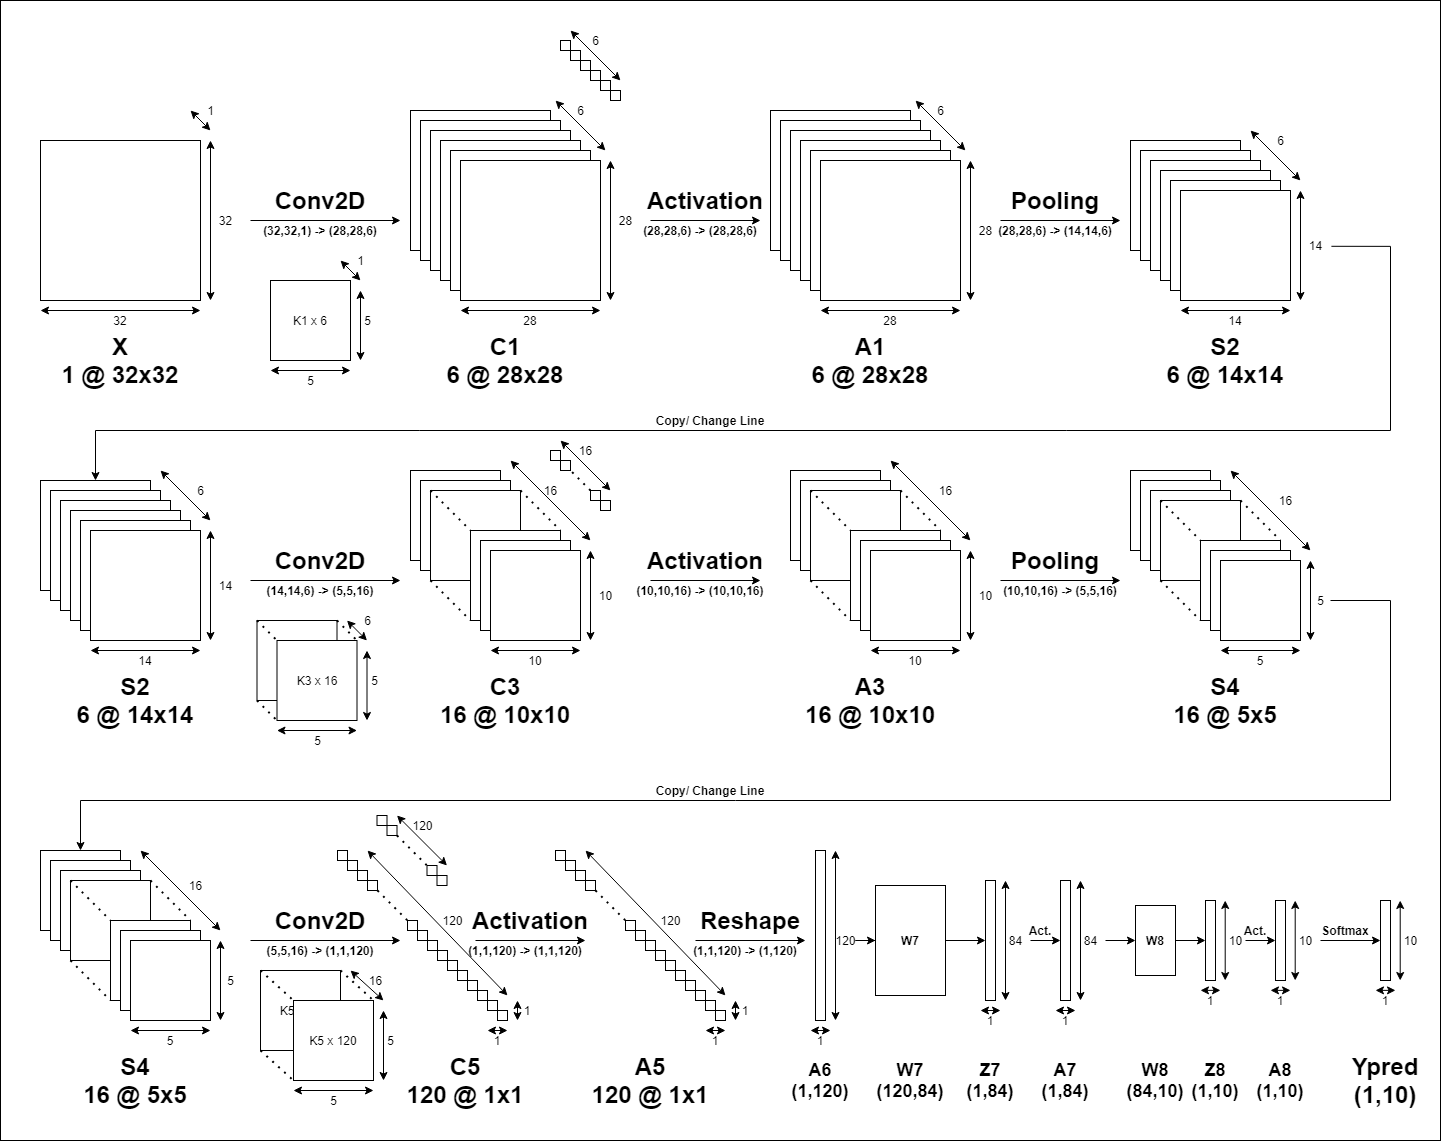 6
1
6
6
6
Conv2D
Activation
Pooling
32
28
28
14
(32,32,1) -> (28,28,6)
(28,28,6) -> (28,28,6)
(28,28,6) -> (14,14,6)
1
K1 x 6
5
32
28
28
14
X
C1
A1
S2
1 @ 32x32
5
6 @ 28x28
6 @ 28x28
6 @ 14x14
Copy/ Change Line
16
6
16
16
16
Conv2D
Activation
Pooling
14
10
10
5
(14,14,6) -> (5,5,16)
(10,10,16) -> (10,10,16)
(10,10,16) -> (5,5,16)
6
K3 x 16
5
14
10
10
5
S2
C3
A3
S4
6 @ 14x14
5
16 @ 10x10
16 @ 10x10
16 @ 5x5
Copy/ Change Line
120
16
120
120
Conv2D
Activation
Reshape
(5,5,16) -> (1,1,120)
(1,1,120) -> (1,1,120)
(1,1,120) -> (1,120)
120
W7
84
Act.
84
W8
10
Act.
10
Softmax
10
5
16
K5
K5 x 120
5
1
1
5
1
1
1
1
1
1
1
1
S4
C5
A5
A6
W7
Z7
A7
W8
Z8
A8
Ypred
16 @ 5x5
5
120 @ 1x1
120 @ 1x1
(1,120)
(120,84)
(1,84)
(1,84)
(84,10)
(1,10)
(1,10)
(1,10)